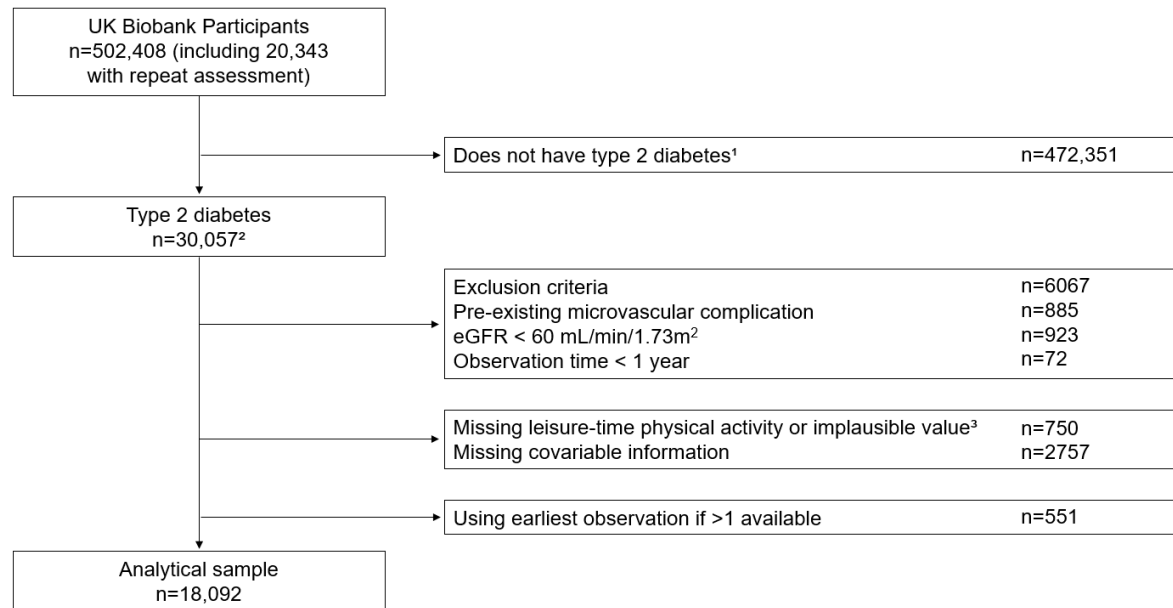 UK Biobank Participants
n=502,408 (including 20,343
with repeat assessment)
Does not have type 2 diabetes¹ n=472,351
Type 2 diabetes
n=30,057²
Exclusion criteria n=6067
Pre-existing microvascular complication n=885
eGFR < 60 mL/min/1.73m² n=923
Observation time < 1 year n=72
Missing leisure-time physical activity or implausible value³ n=750
Missing covariable information n=2757
Using earliest observation if >1 available n=551
Analytical sample
n=18,092